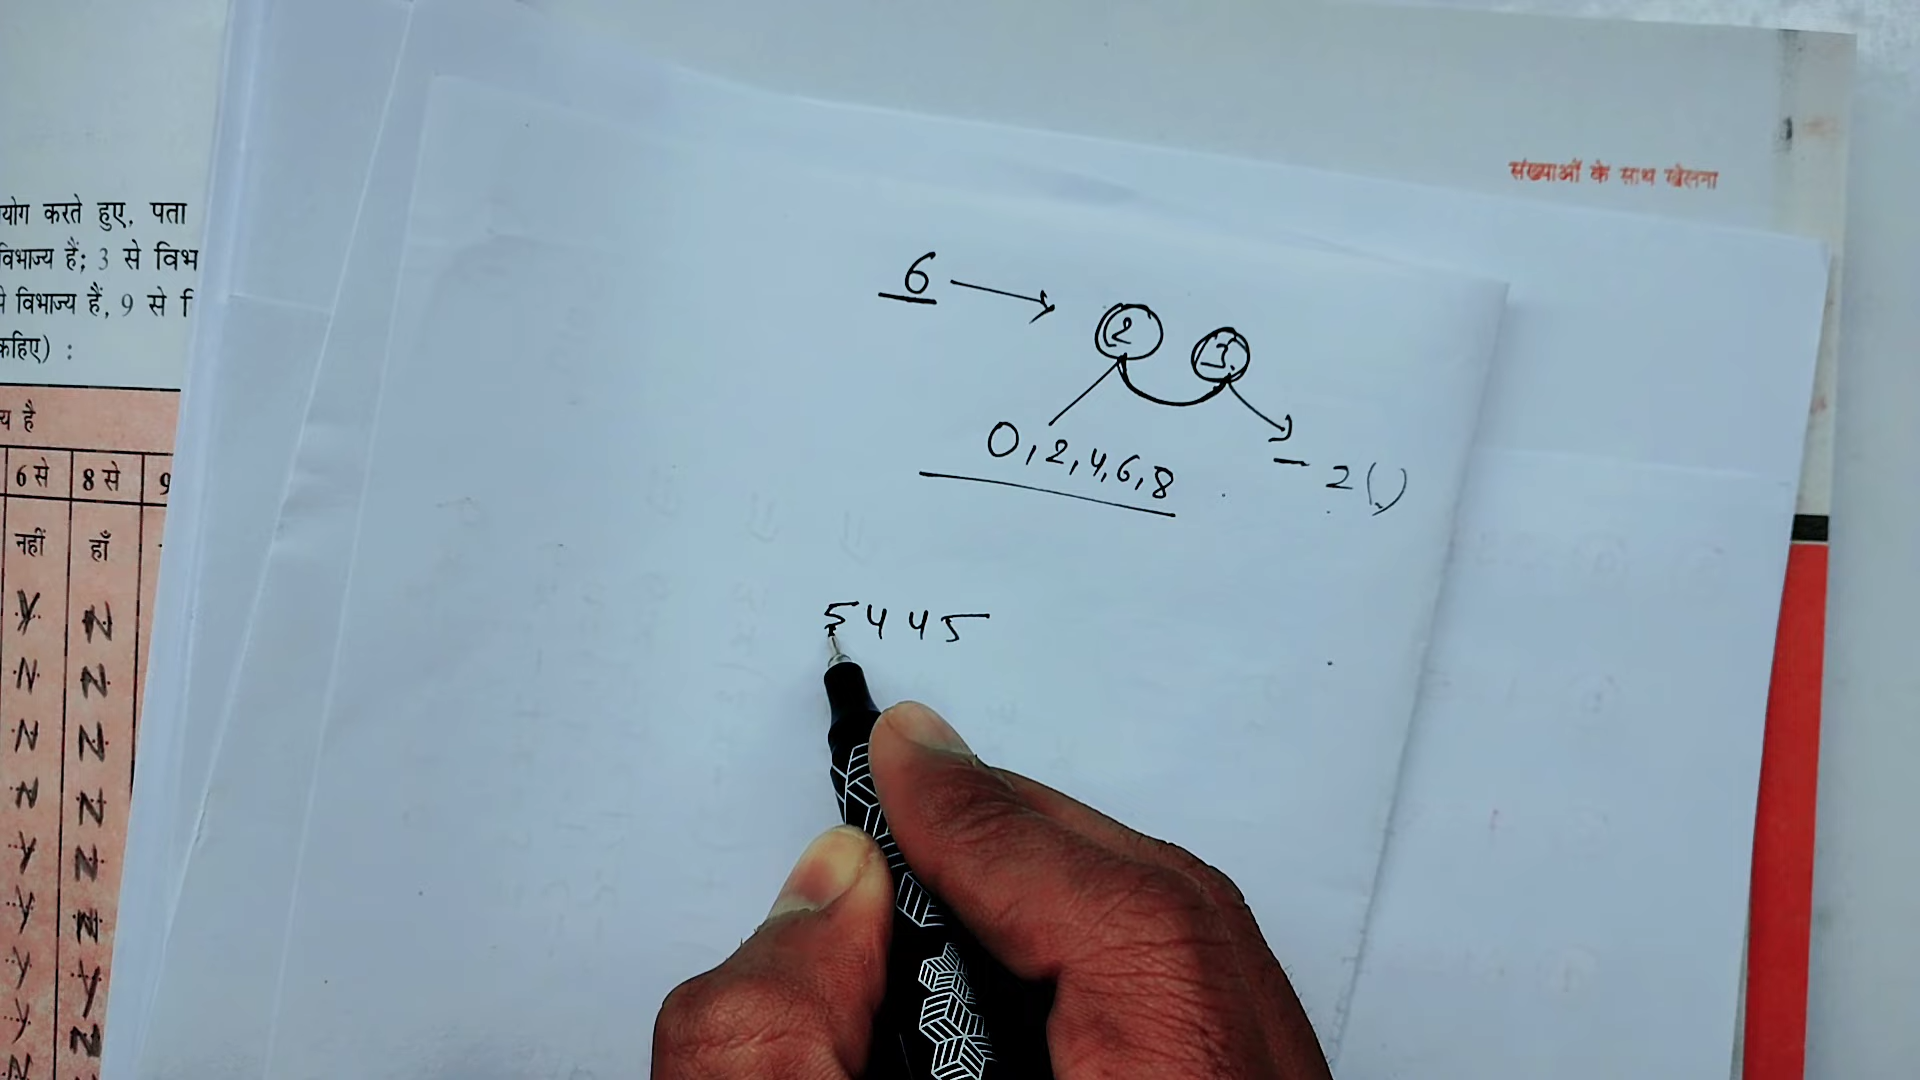 संख्याओं के साथ खेलना
योग करते हुए, पता
विभाज्य हैं; 3 से विभ
विभाज्य हैं, 9 से
कहिए) :
है
6 से 8 से 9
नहीं हाँ
Y Z
N Z
N Z
N Z
Y Z
Y Z
Y Y
Y Z
N
6 → 2 3
0, 2, 4, 6, 8 - 2(.)
5445